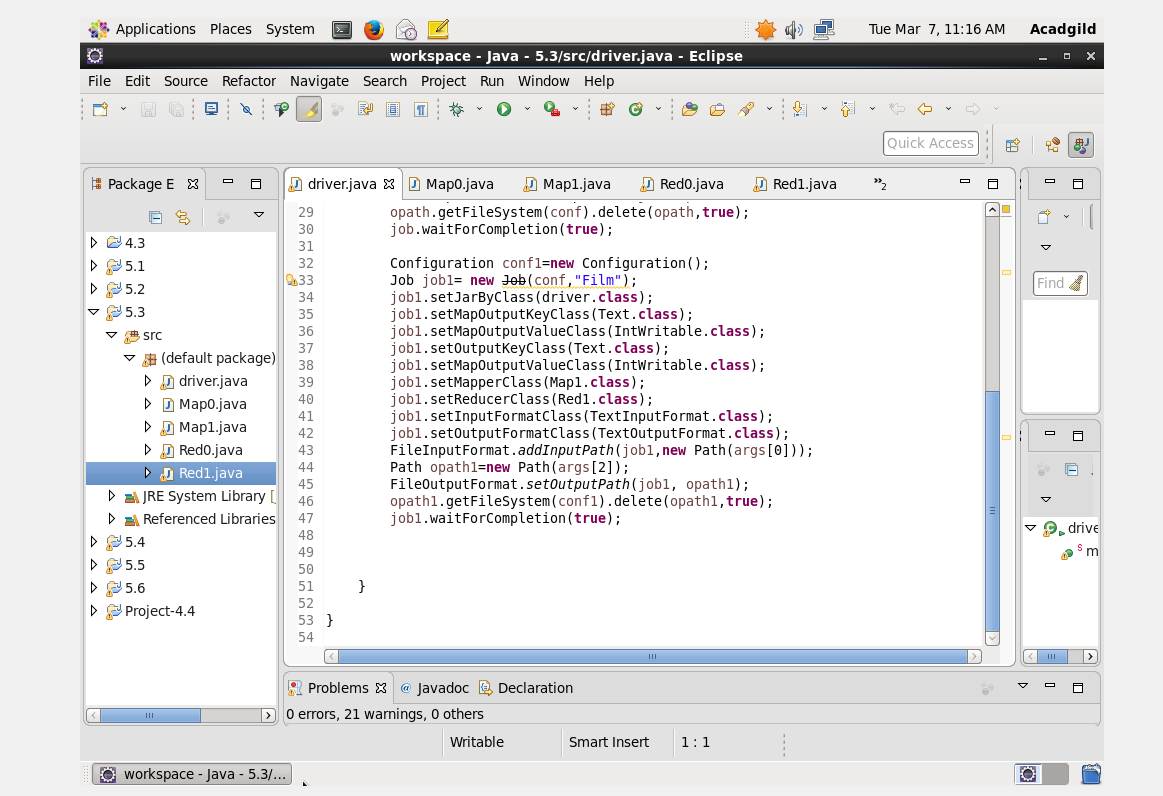 Applications Places System Tue Mar 7, 11:16 AM Acadgild
workspace - Java - 5.3/src/driver.java - Eclipse
File Edit Source Refactor Navigate Search Project Run Window Help
Quick Access
Package E
driver.java Map0.java Map1.java Red0.java Red1.java »2
4.3
5.1
5.2
5.3
src
(default package)
driver.java
Map0.java
Map1.java
Red0.java
Red1.java
JRE System Library [
Referenced Libraries
5.4
5.5
5.6
Project-4.4
29 opath.getFileSystem(conf).delete(opath,true);
30 job.waitForCompletion(true);
31
32 Configuration conf1=new Configuration();
33 Job job1= new Job(conf,"Film");
34 job1.setJarByClass(driver.class);
35 job1.setMapOutputKeyClass(Text.class);
36 job1.setMapOutputValueClass(IntWritable.class);
37 job1.setOutputKeyClass(Text.class);
38 job1.setMapOutputValueClass(IntWritable.class);
39 job1.setMapperClass(Map1.class);
40 job1.setReducerClass(Red1.class);
41 job1.setInputFormatClass(TextInputFormat.class);
42 job1.setOutputFormatClass(TextOutputFormat.class);
43 FileInputFormat.addInputPath(job1,new Path(args[0]));
44 Path opath1=new Path(args[2]);
45 FileOutputFormat.setOutputPath(job1, opath1);
46 opath1.getFileSystem(conf1).delete(opath1,true);
47 job1.waitForCompletion(true);
48
49
50
51 }
52
53 }
54
Find
drive
m
Problems @ Javadoc Declaration
0 errors, 21 warnings, 0 others
Writable Smart Insert 1 : 1
workspace - Java - 5.3/...